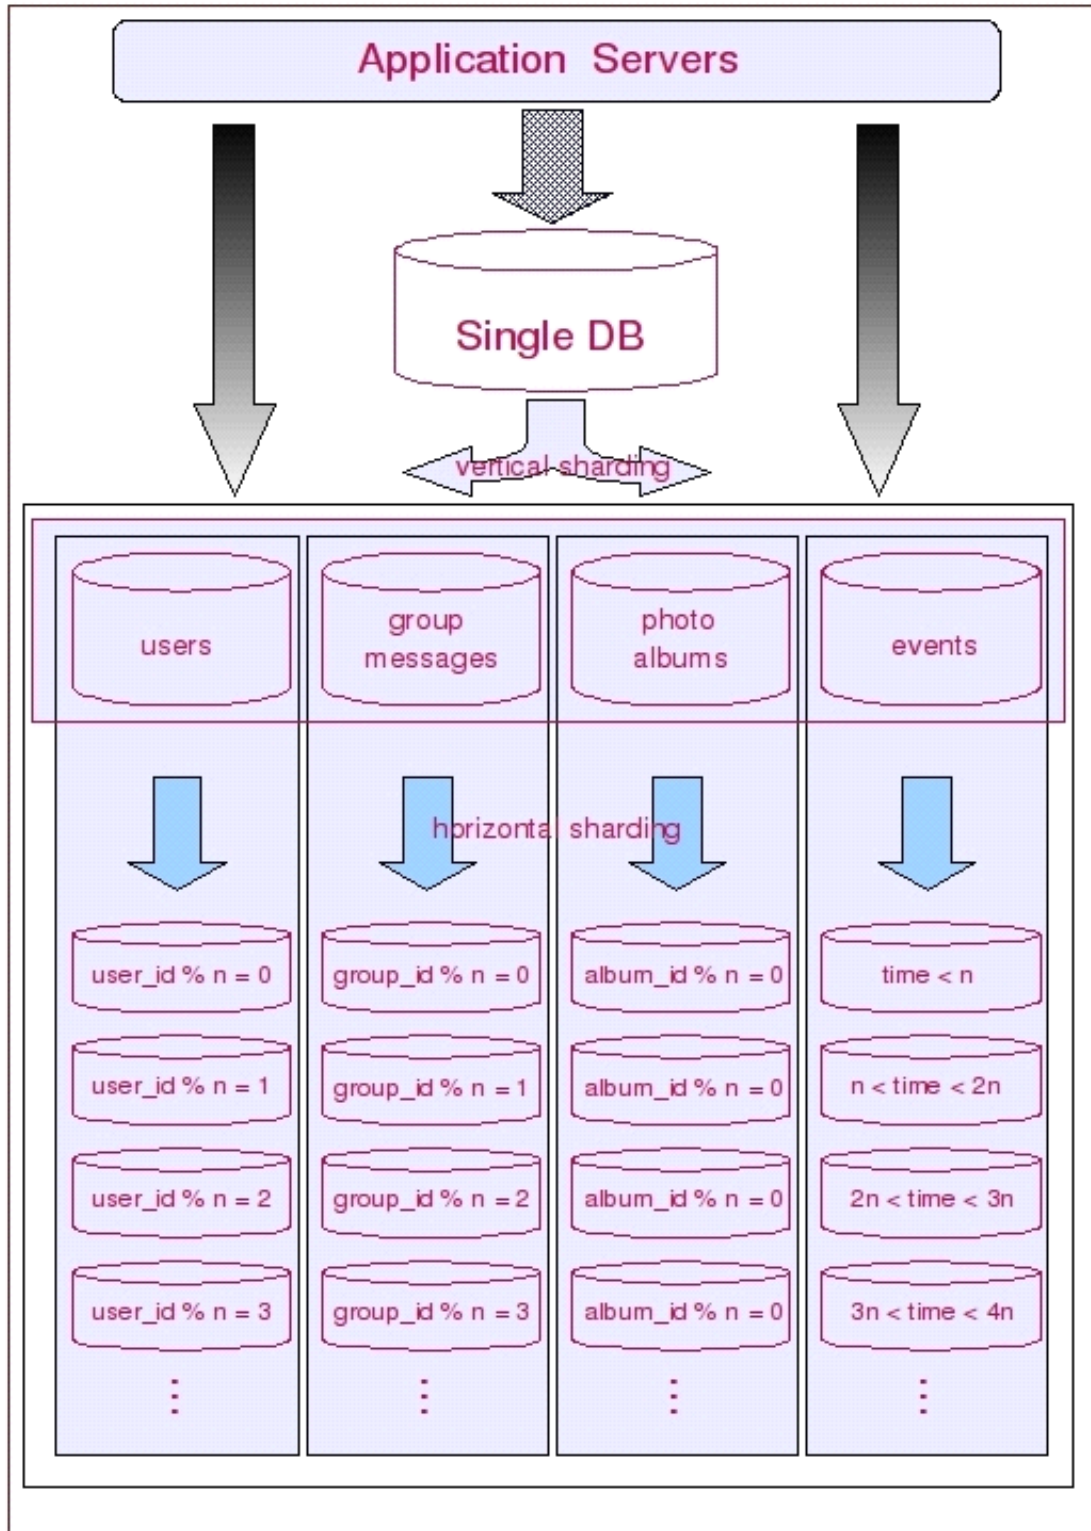 Application Servers
Single DB
vertical sharding
users
group
messages
photo
albums
events
horizontal sharding
user_id % n = 0
group_id % n = 0
album_id % n = 0
time < n
user_id % n = 1
group_id % n = 1
album_id % n = 0
n < time < 2n
user_id % n = 2
group_id % n = 2
album_id % n = 0
2n < time < 3n
user_id % n = 3
group_id % n = 3
album_id % n = 0
3n < time < 4n
⋮
⋮
⋮
⋮